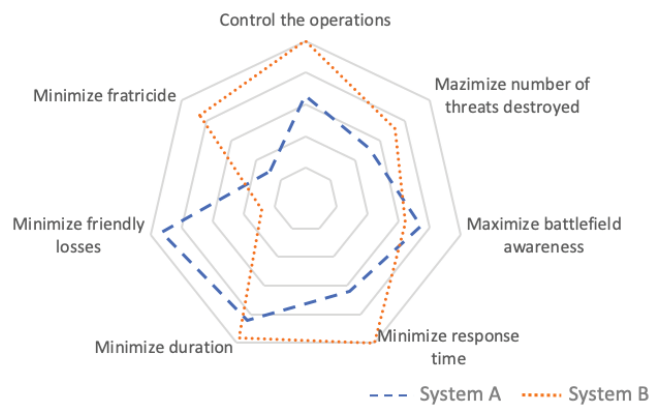 Control the operations
Mazimize number of
threats destroyed
Minimize fratricide
Minimize friendly
losses
Maximize battlefield
awareness
Minimize duration
Minimize response
time
System A
System B